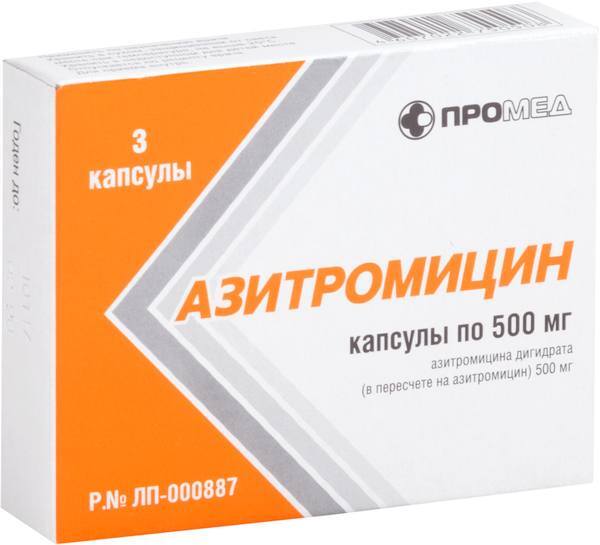 ПРОМЕД
3
капсулы
АЗИТРОМИЦИН
капсулы по 500 мг
азитромицина дигидрата
(в пересчете на азитромицин) 500 мг
Р.№ ЛП-000887
Годен до: